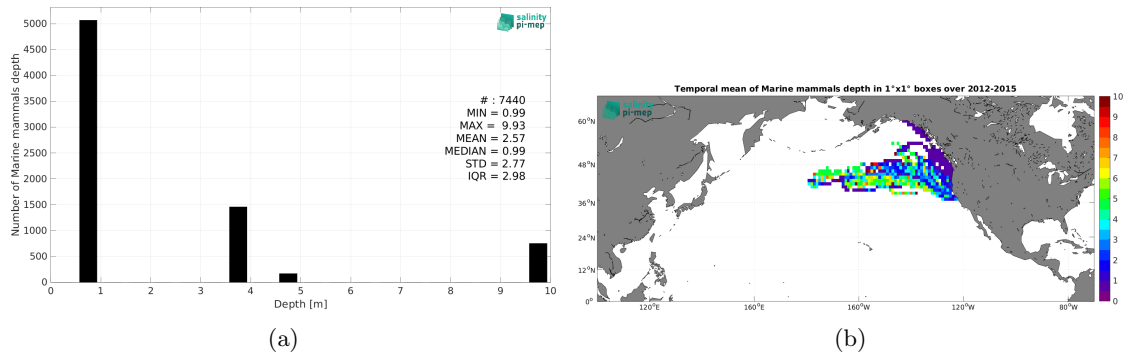 salinity
pi-mep
5000
4500
4000
3500
3000
2500
2000
1500
1000
500
0
Number of Marine mammals depth
# : 7440
MIN = 0.99
MAX = 9.93
MEAN = 2.57
MEDIAN = 0.99
STD = 2.77
IQR = 2.98
0 1 2 3 4 5 6 7 8 9 10
Depth [m]
(a)
Temporal mean of Marine mammals depth in 1°x1° boxes over 2012-2015
salinity
pi-mep
60°N
48°N
36°N
24°N
12°N
0°
120°E 160°E 160°W 120°W 80°W
10
9
8
7
6
5
4
3
2
1
0
(b)